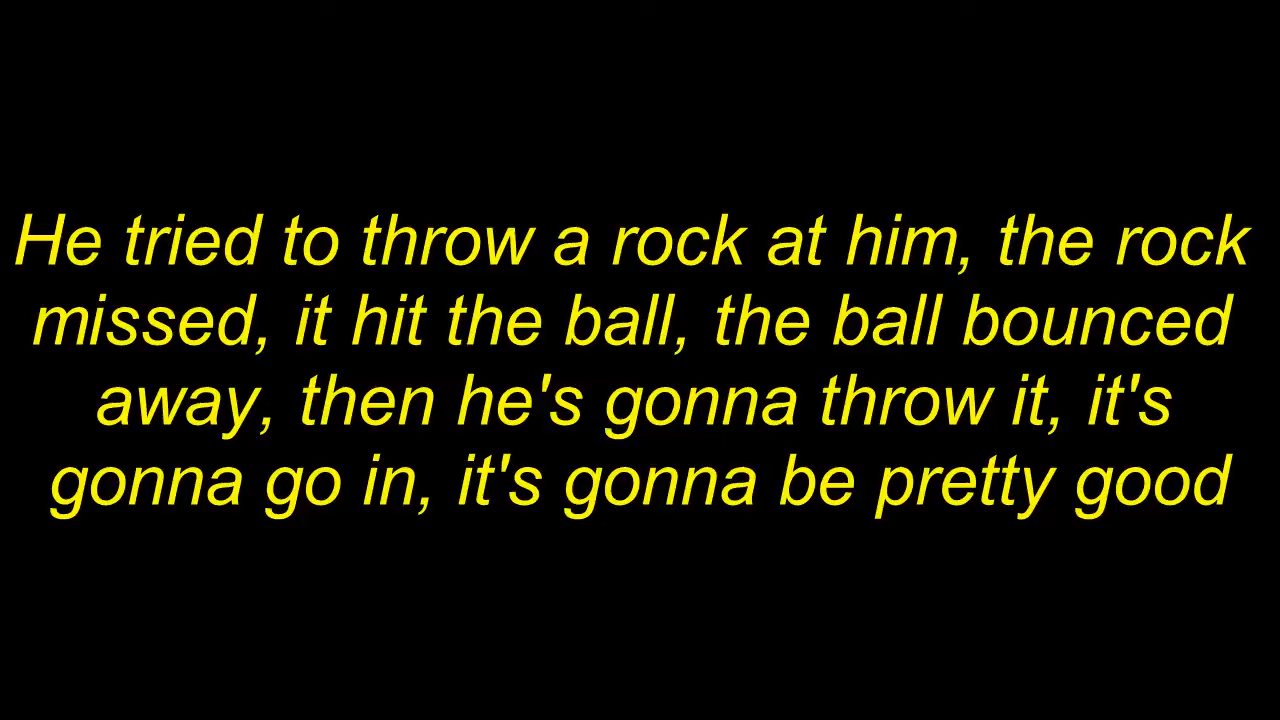 He tried to throw a rock at him, the rock
missed, it hit the ball, the ball bounced
away, then he's gonna throw it, it's
gonna go in, it's gonna be pretty good